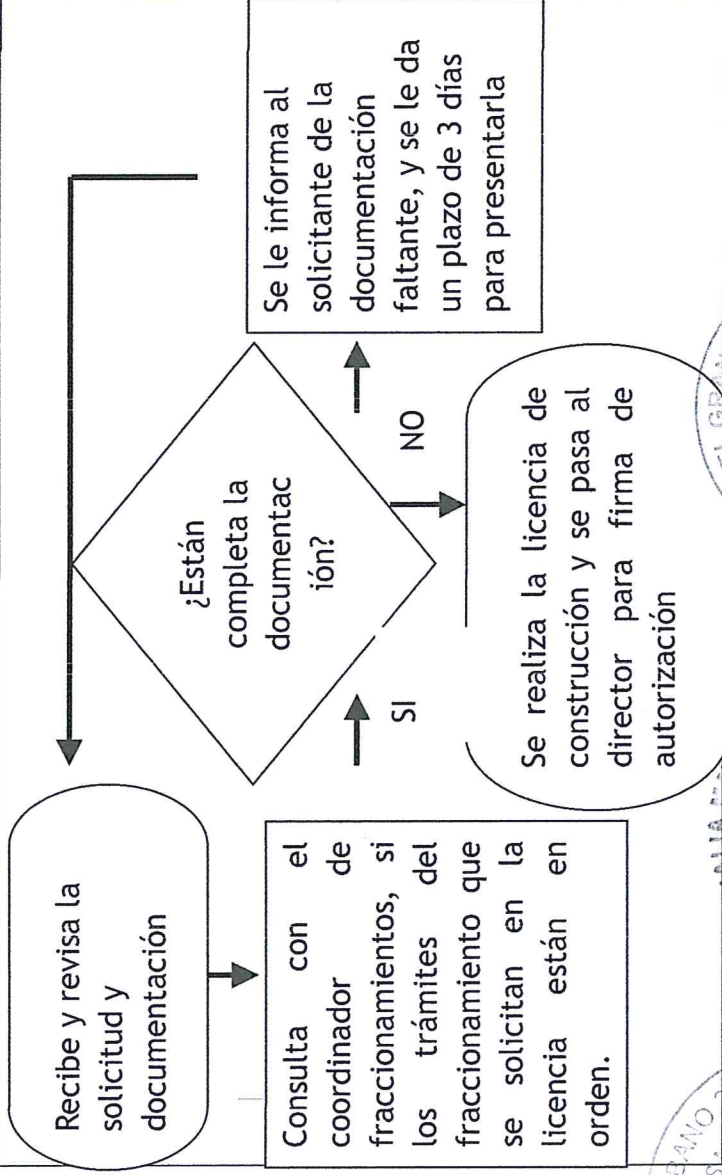 Recibe y revisa la
solicitud y
documentación
Consulta con el
coordinador de
fraccionamientos, si
los trámites del
fraccionamiento que
se solicitan en la
licencia están en
orden.
¿Están
completa la
documentac
ión?
SI
NO
Se le informa al
solicitante de la
documentación
faltante, y se le da
un plazo de 3 días
para presentarla
Se realiza la licencia de
construcción y se pasa al
director para firma de
autorización